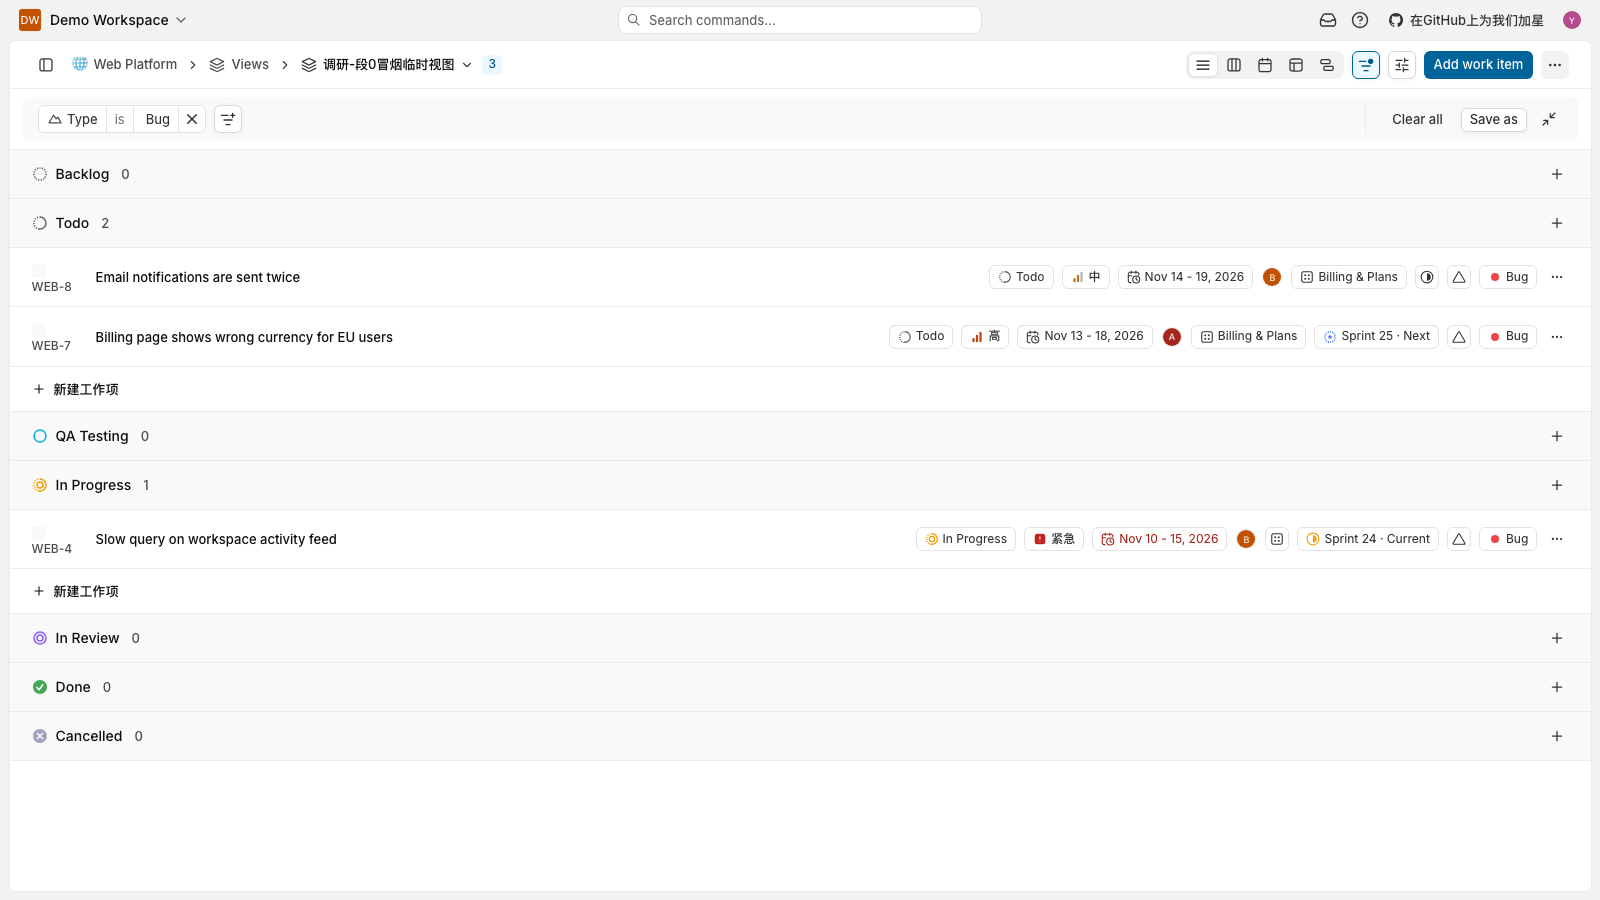 DW Demo Workspace Search commands... 在GitHub上为我们加星 Y
Web Platform Views 调研-段0冒烟临时视图 3 Add work item
Type is Bug Clear all Save as
Backlog 0
Todo 2
WEB-8 Email notifications are sent twice Todo 中 Nov 14 - 19, 2026 B Billing & Plans Bug
WEB-7 Billing page shows wrong currency for EU users Todo 高 Nov 13 - 18, 2026 A Billing & Plans Sprint 25 · Next Bug
新建工作项
QA Testing 0
In Progress 1
WEB-4 Slow query on workspace activity feed In Progress 紧急 Nov 10 - 15, 2026 B Sprint 24 · Current Bug
新建工作项
In Review 0
Done 0
Cancelled 0